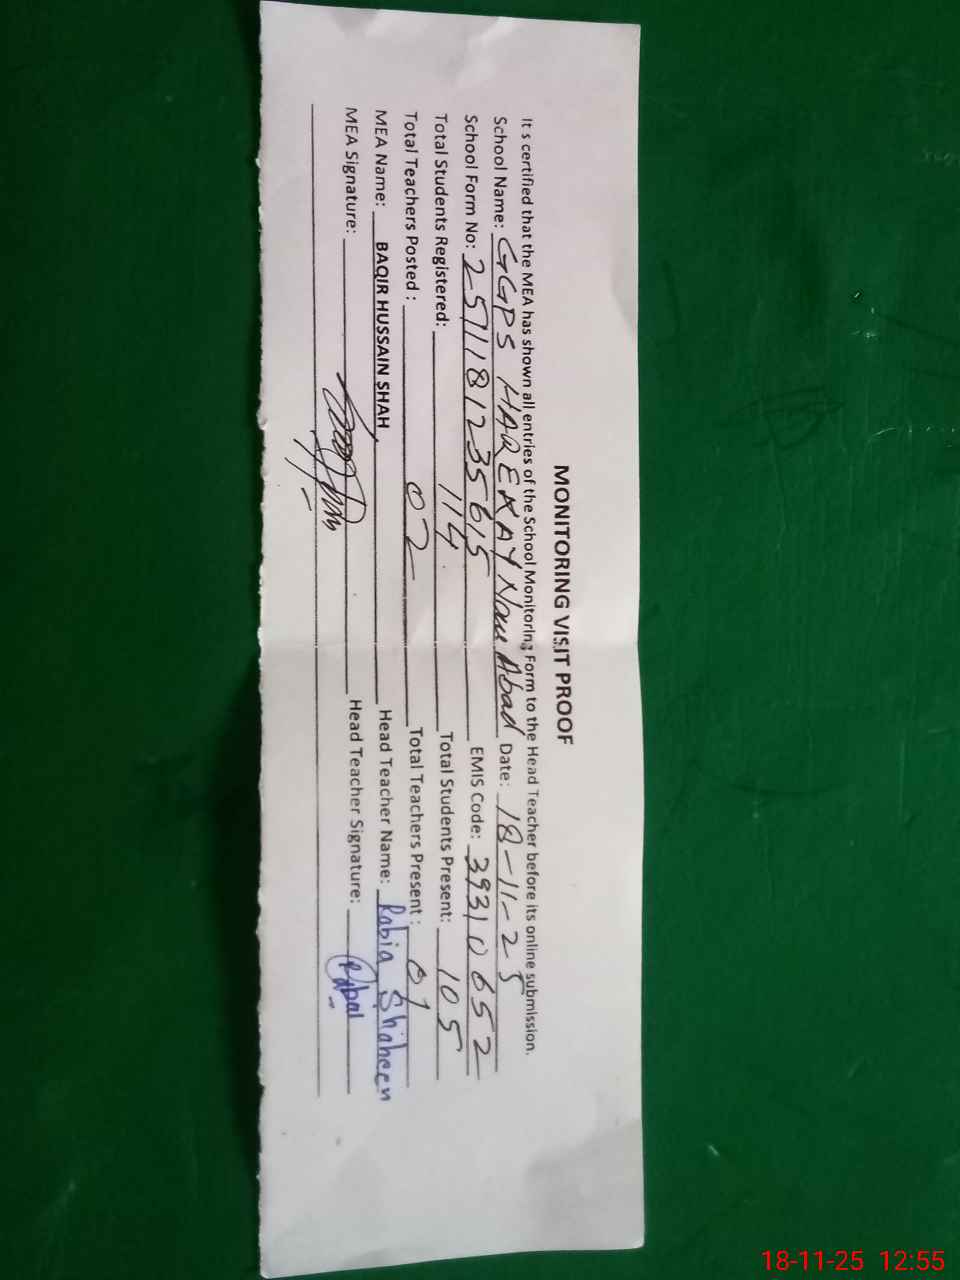 MONITORING VISIT PROOF
It s certified that the MEA has shown all entries of the School Monitoring Form to the Head Teacher before its online submission.
School Name: GGPS HAREKAY Nau Abad Date: 18-11-25
School Form No: 2511181235615 EMIS Code: 39310652
Total Students Registered: 114 Total Students Present: 105
Total Teachers Posted : 02 Total Teachers Present : 01
MEA Name: BAQIR HUSSAIN SHAH Head Teacher Name: Rabia Shaheen
MEA Signature: Head Teacher Signature:
18-11-25 12:55